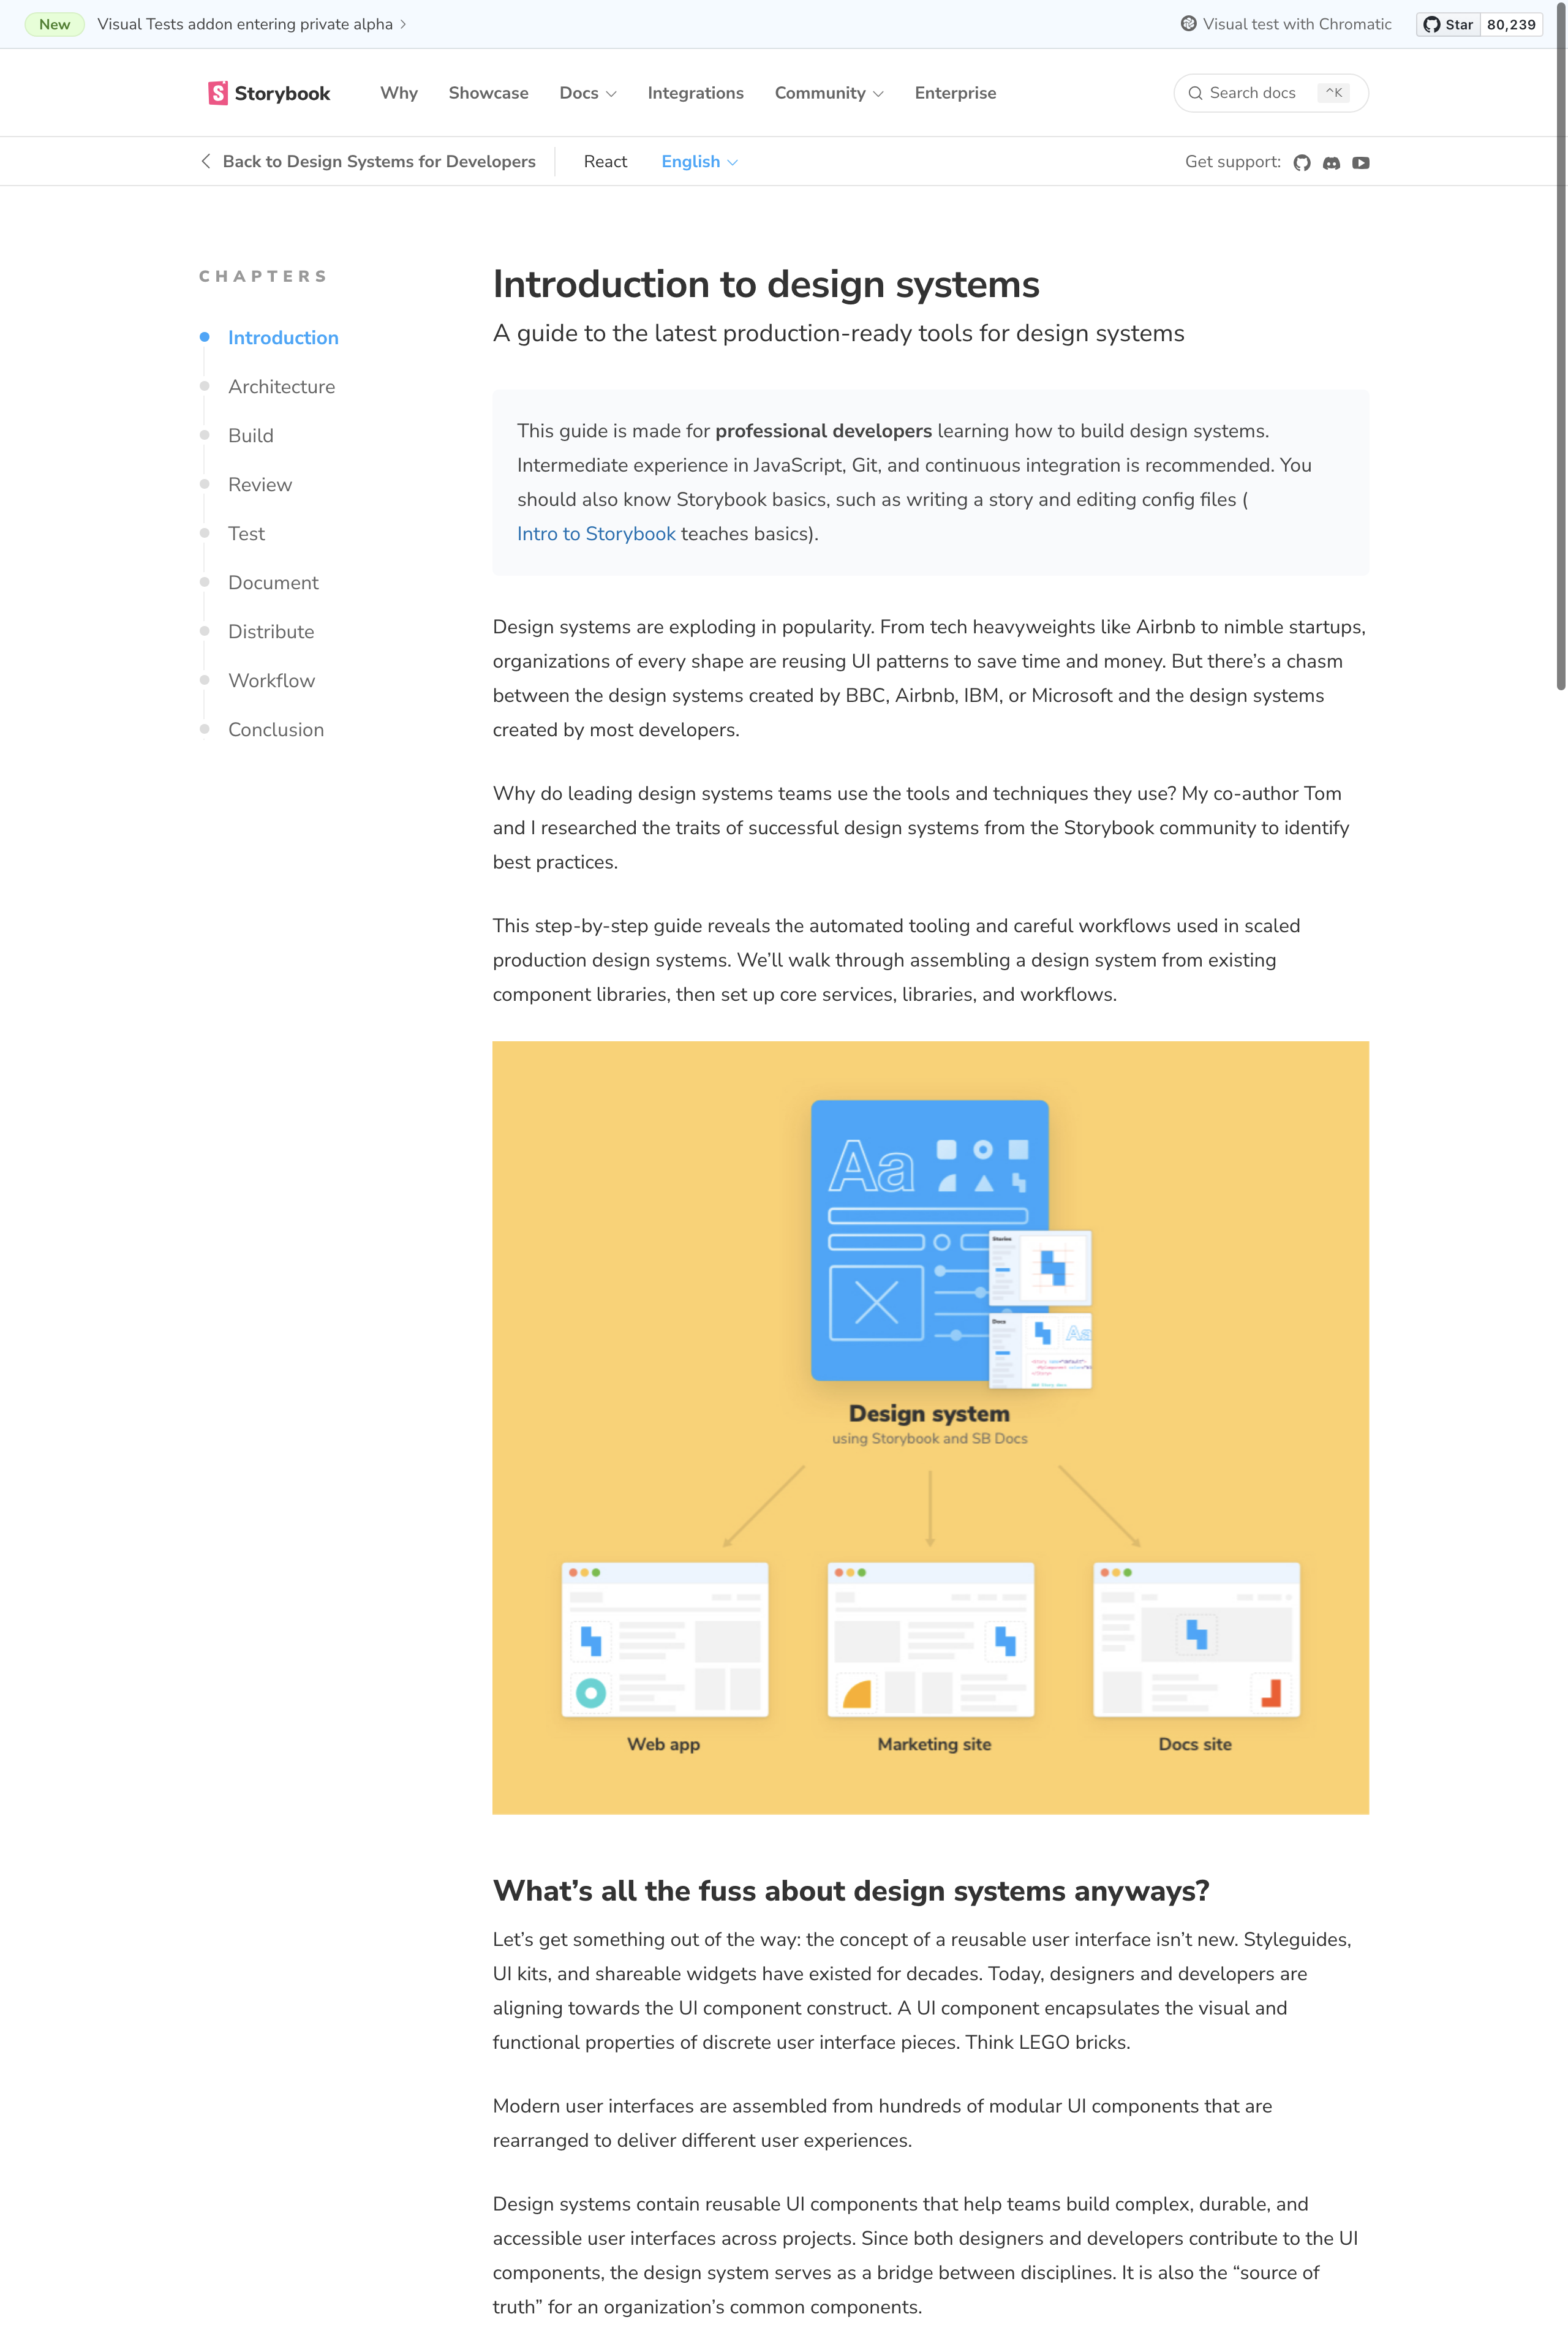 New
Visual Tests addon entering private alpha
Visual test with Chromatic
Star
80,239
Storybook
Why
Showcase
Docs
Integrations
Community
Enterprise
Search docs
^K
Back to Design Systems for Developers
React
English
Get support:
CHAPTERS
Introduction
Architecture
Build
Review
Test
Document
Distribute
Workflow
Conclusion
Introduction to design systems
A guide to the latest production-ready tools for design systems
This guide is made for professional developers learning how to build design systems.
Intermediate experience in JavaScript, Git, and continuous integration is recommended. You
should also know Storybook basics, such as writing a story and editing config files (
Intro to Storybook teaches basics).
Design systems are exploding in popularity. From tech heavyweights like Airbnb to nimble startups,
organizations of every shape are reusing UI patterns to save time and money. But there’s a chasm
between the design systems created by BBC, Airbnb, IBM, or Microsoft and the design systems
created by most developers.
Why do leading design systems teams use the tools and techniques they use? My co-author Tom
and I researched the traits of successful design systems from the Storybook community to identify
best practices.
This step-by-step guide reveals the automated tooling and careful workflows used in scaled
production design systems. We’ll walk through assembling a design system from existing
component libraries, then set up core services, libraries, and workflows.
Aa
Stories
Docs
Aa
Design system
using Storybook and SB Docs
Web app
Marketing site
Docs site
What’s all the fuss about design systems anyways?
Let’s get something out of the way: the concept of a reusable user interface isn’t new. Styleguides,
UI kits, and shareable widgets have existed for decades. Today, designers and developers are
aligning towards the UI component construct. A UI component encapsulates the visual and
functional properties of discrete user interface pieces. Think LEGO bricks.
Modern user interfaces are assembled from hundreds of modular UI components that are
rearranged to deliver different user experiences.
Design systems contain reusable UI components that help teams build complex, durable, and
accessible user interfaces across projects. Since both designers and developers contribute to the UI
components, the design system serves as a bridge between disciplines. It is also the “source of
truth” for an organization’s common components.